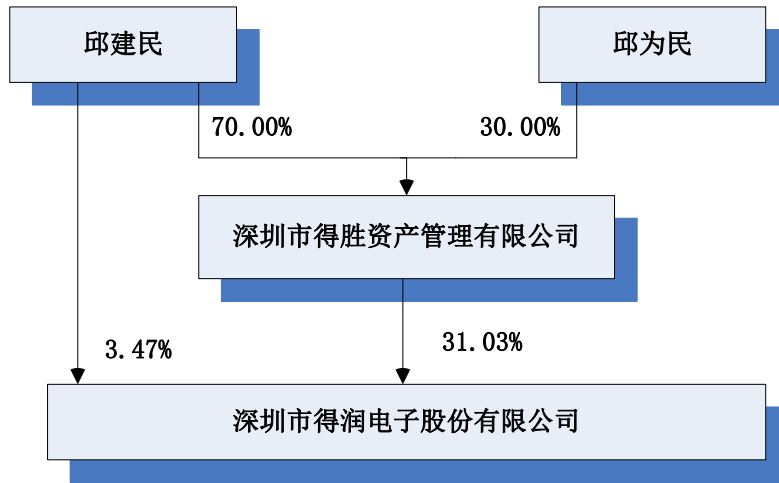 邱建民
邱为民
70.00%
30.00%
深圳市得胜资产管理有限公司
3.47%
31.03%
深圳市得润电子股份有限公司